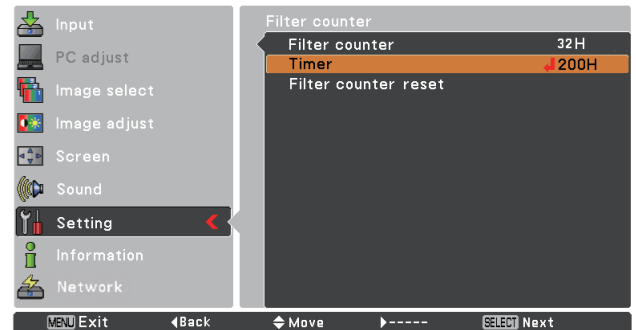 Input
PC adjust
Image select
Image adjust
Screen
Sound
Setting
Information
Network
Filter counter
Filter counter 32H
Timer 200H
Filter counter reset
MENU Exit Back Move ----- SELECT Next